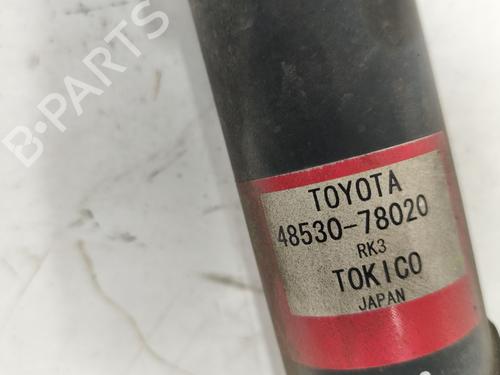 B-PARTS
TOYOTA
48530-78020
RK3
TOKICO
JAPAN